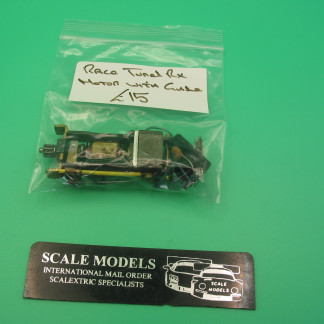 Race Tuned RX
Motor with Guide
£15
SCALE MODELS
INTERNATIONAL MAIL ORDER
SCALEXTRIC SPECIALISTS
SCALE
MODELS